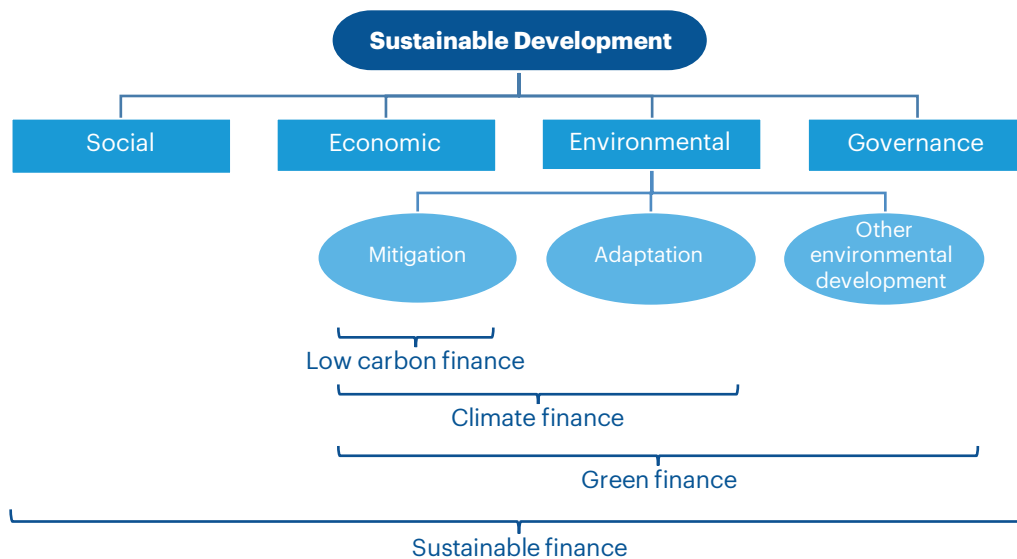 Sustainable Development
Social
Economic
Environmental
Governance
Mitigation
Adaptation
Other
environmental
development
Low carbon finance
Climate finance
Green finance
Sustainable finance